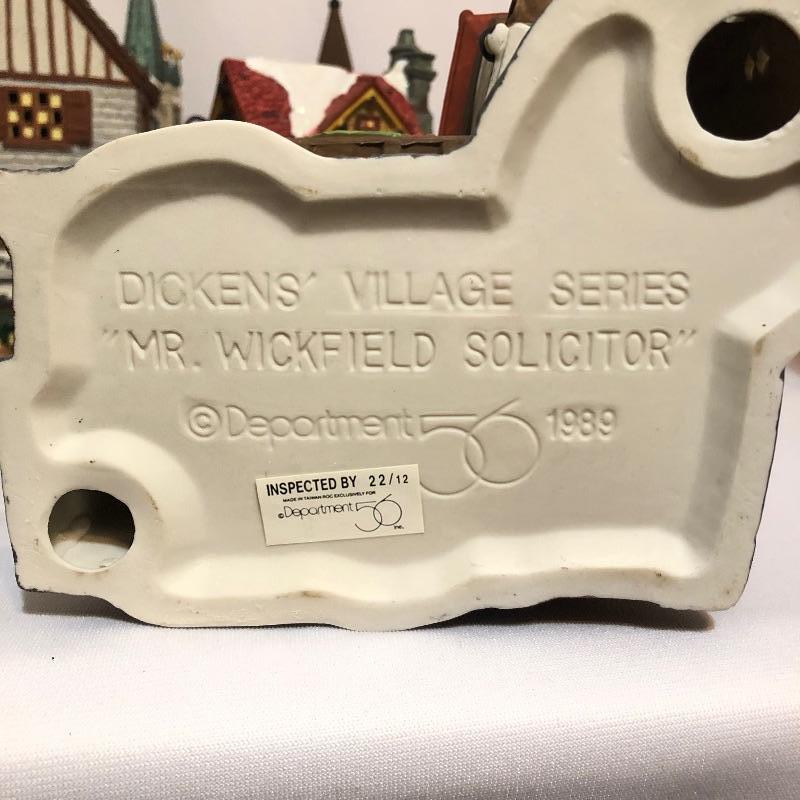 DICKENS' VILLAGE SERIES
"MR. WICKFIELD SOLICITOR"
©Department 56 1989
INSPECTED BY 22/12
MADE IN TAIWAN ROC EXCLUSIVELY FOR
©Department 56 inc.